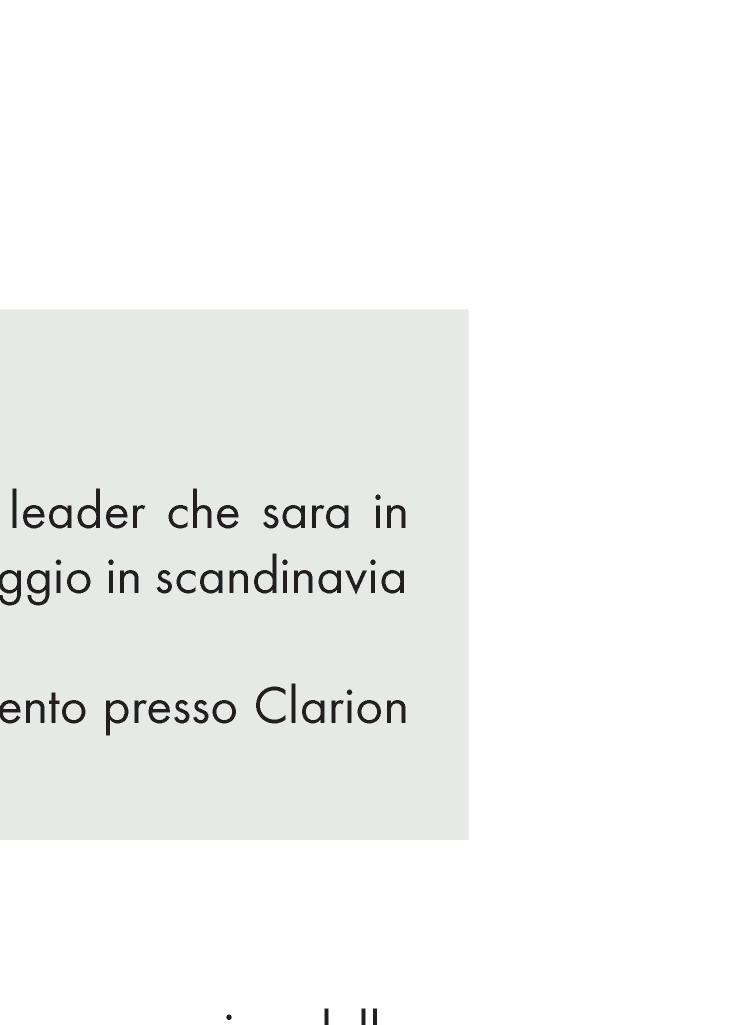 leader che sara in
ggio in scandinavia
ento presso Clarion